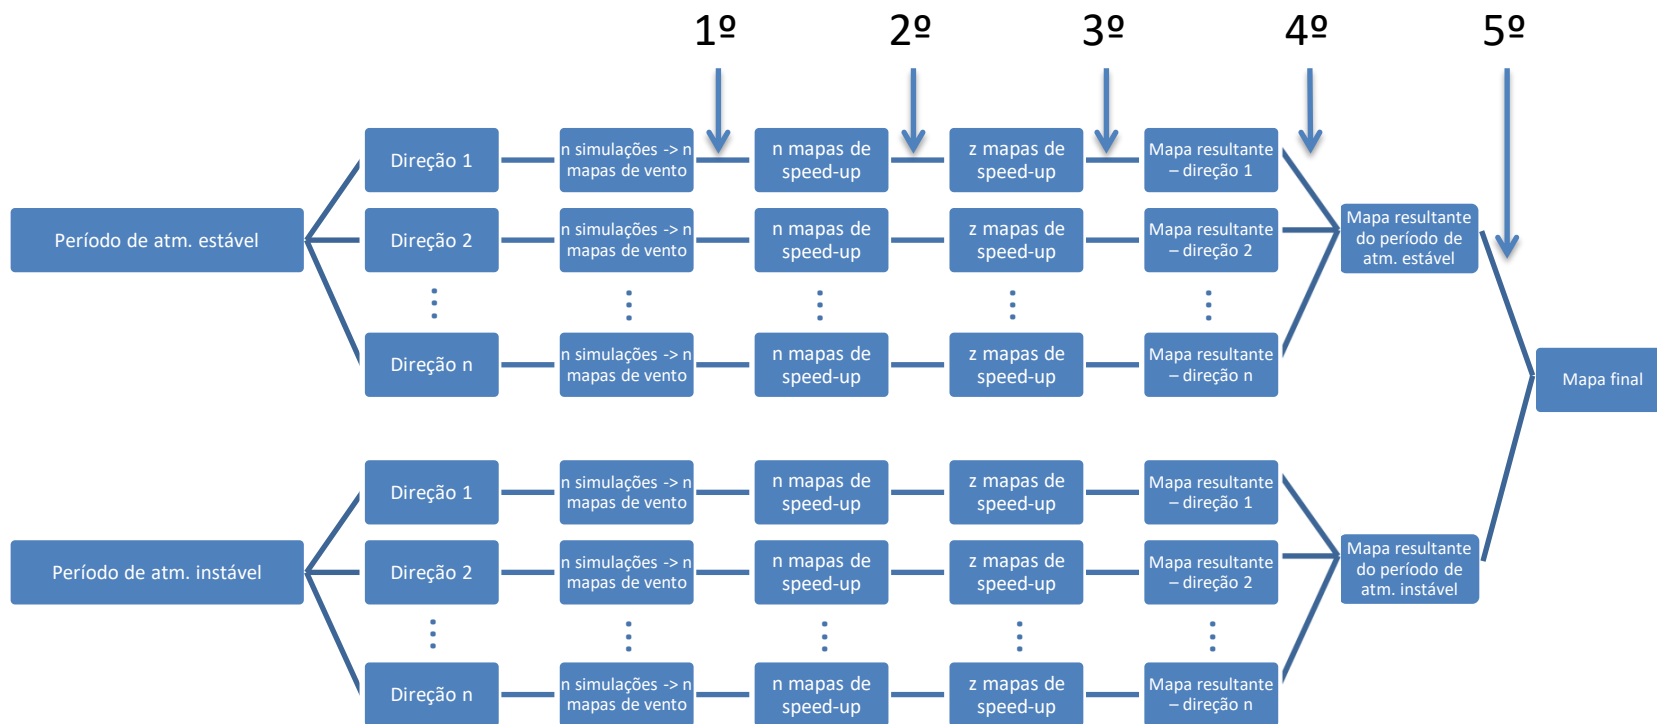 1º 2º 3º 4º 5º
Direção 1
n simulações -> n
mapas de vento
n mapas de
speed-up
z mapas de
speed-up
Mapa resultante
– direção 1
Período de atm. estável
Direção 2
n simulações -> n
mapas de vento
n mapas de
speed-up
z mapas de
speed-up
Mapa resultante
– direção 2
Mapa resultante
do período de
atm. estável
Direção n
n simulações -> n
mapas de vento
n mapas de
speed-up
z mapas de
speed-up
Mapa resultante
– direção n
Mapa final
Direção 1
n simulações -> n
mapas de vento
n mapas de
speed-up
z mapas de
speed-up
Mapa resultante
– direção 1
Período de atm. instável
Direção 2
n simulações -> n
mapas de vento
n mapas de
speed-up
z mapas de
speed-up
Mapa resultante
– direção 2
Mapa resultante
do período de
atm. instável
Direção n
n simulações -> n
mapas de vento
n mapas de
speed-up
z mapas de
speed-up
Mapa resultante
– direção n